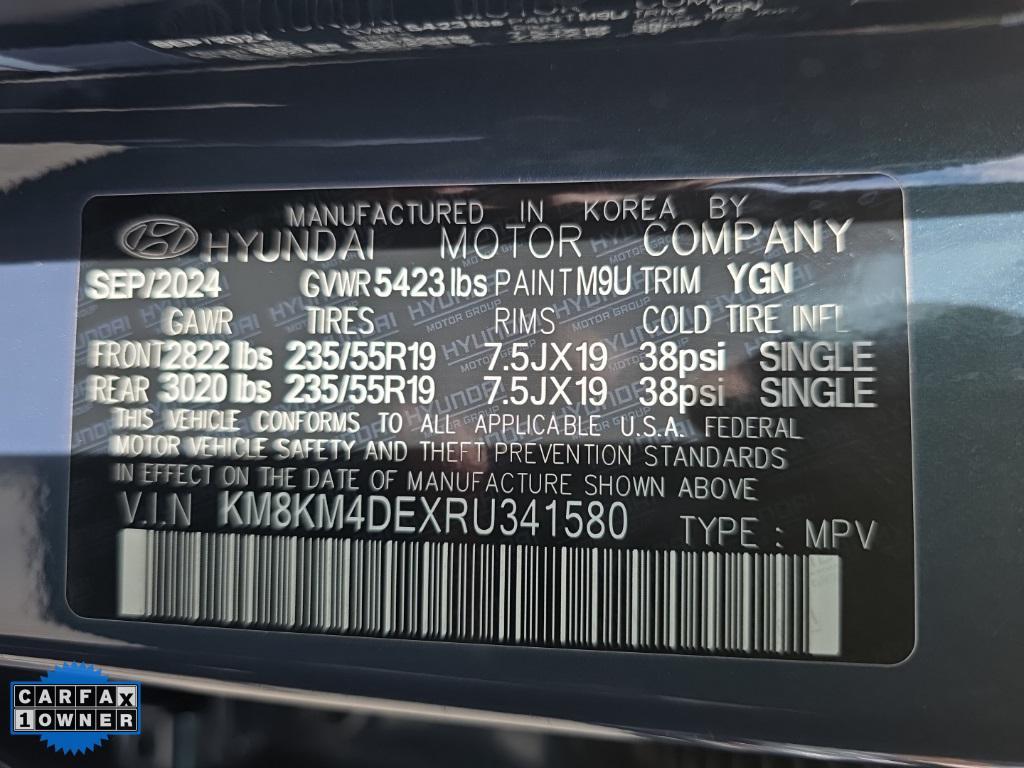 MANUFACTURED IN KOREA BY
HYUNDAI MOTOR COMPANY
SEP/2024 GVWR 5423 lbs PAINT M9U TRIM YGN
GAWR TIRES RIMS COLD TIRE INFL
FRONT 2822 lbs 235/55R19 7.5JX19 38psi SINGLE
REAR 3020 lbs 235/55R19 7.5JX19 38psi SINGLE
THIS VEHICLE CONFORMS TO ALL APPLICABLE U.S.A. FEDERAL
MOTOR VEHICLE SAFETY AND THEFT PREVENTION STANDARDS
IN EFFECT ON THE DATE OF MANUFACTURE SHOWN ABOVE
V.I.N KM8KM4DEXRU341580 TYPE : MPV
CARFAX
1 OWNER